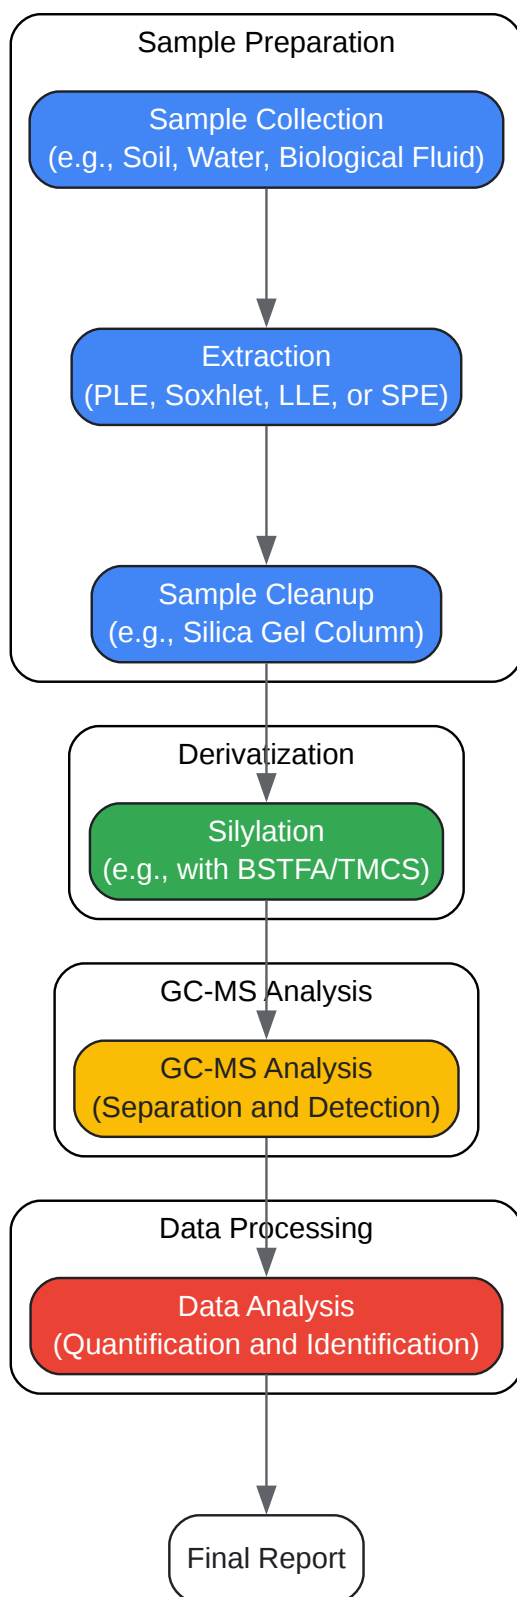 Sample Preparation
Sample Collection
(e.g., Soil, Water, Biological Fluid)
Extraction
(PLE, Soxhlet, LLE, or SPE)
Sample Cleanup
(e.g., Silica Gel Column)
Derivatization
Silylation
(e.g., with BSTFA/TMCS)
GC-MS Analysis
GC-MS Analysis
(Separation and Detection)
Data Processing
Data Analysis
(Quantification and Identification)
Final Report